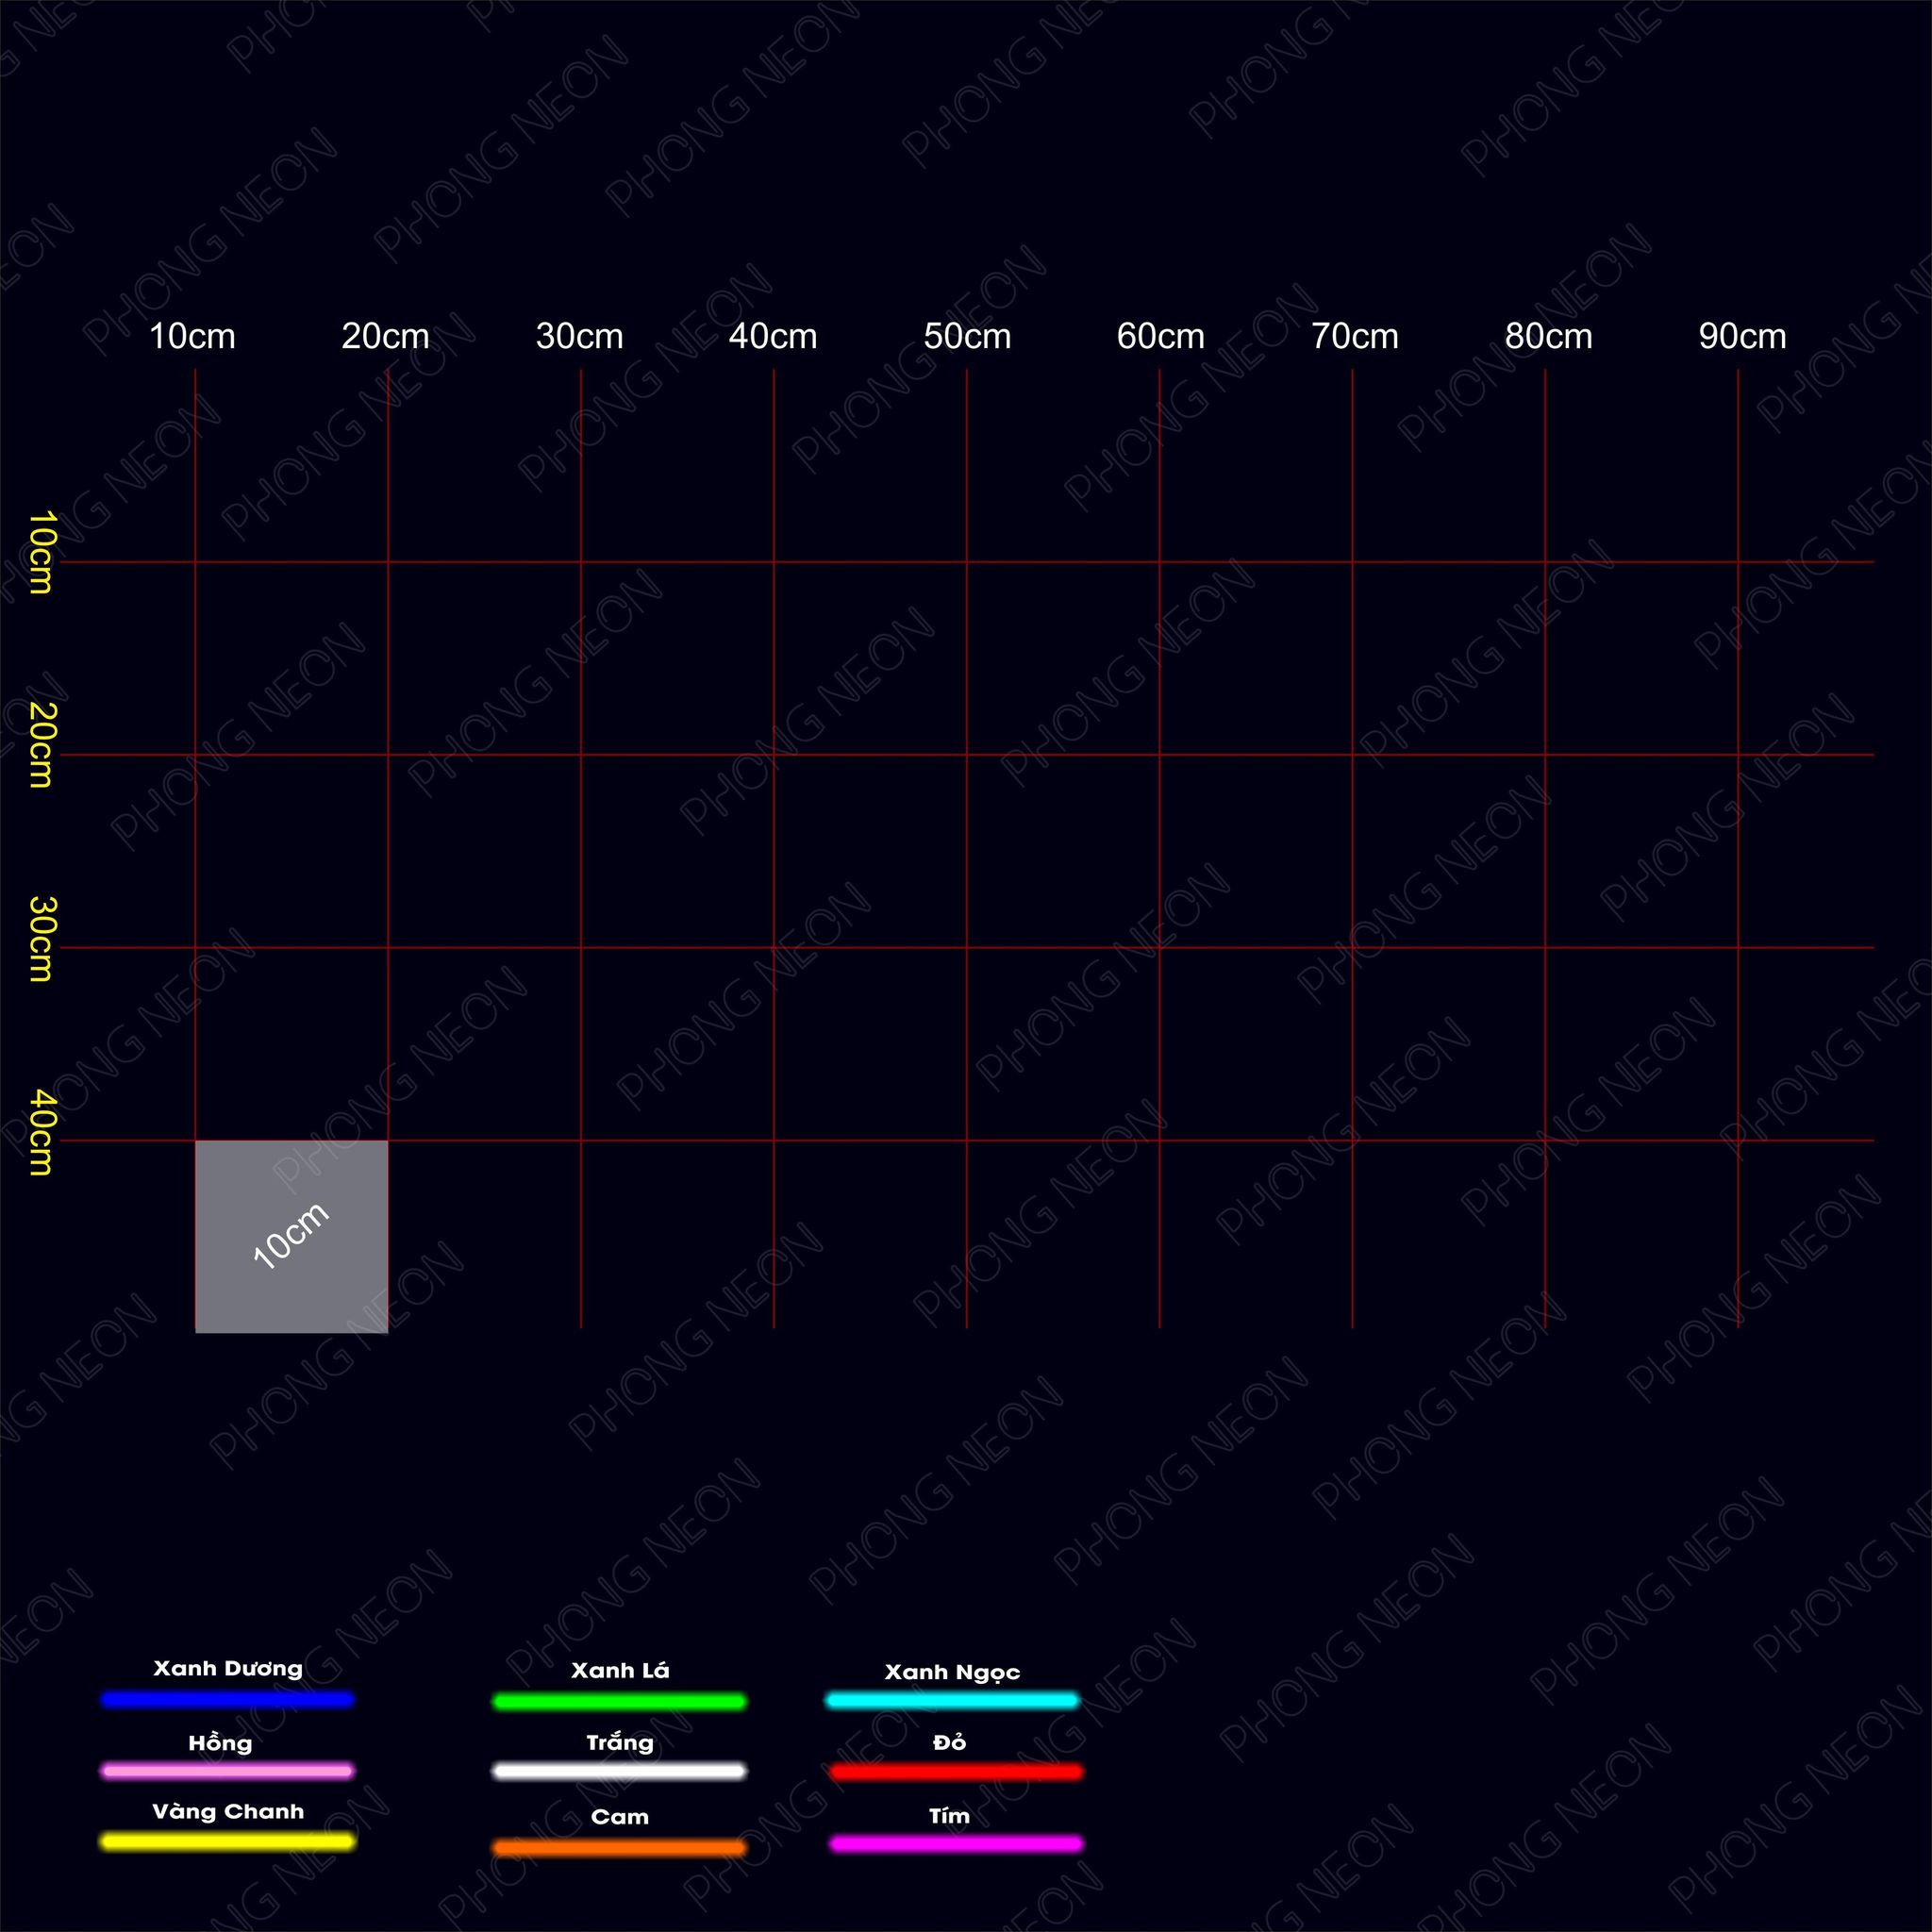 10cm 20cm 30cm 40cm 50cm 60cm 70cm 80cm 90cm
10cm
20cm
30cm
40cm
10cm
Xanh Dương Xanh Lá Xanh Ngọc
Hồng Trắng Đỏ
Vàng Chanh Cam Tím
PHONG NEON